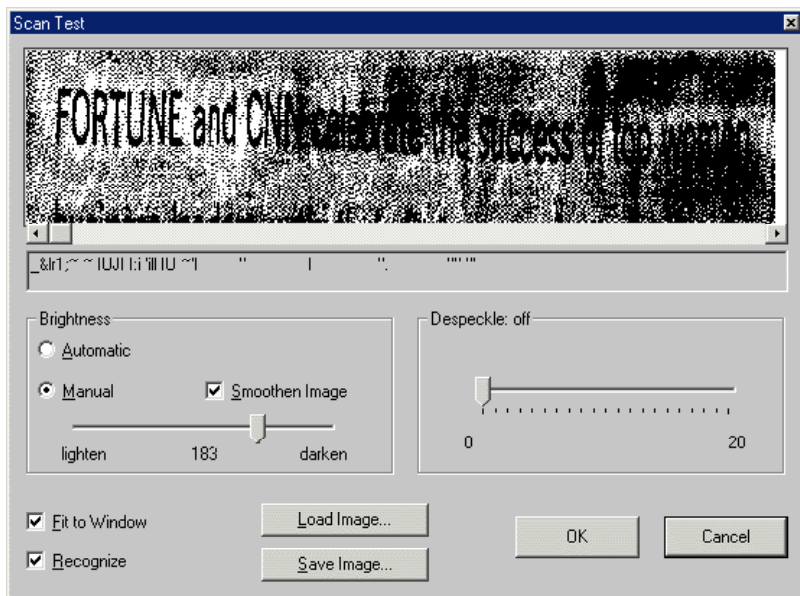 Scan Test
FORTUNE and CNN celebrate the success of top woman
Brightness
Automatic
Manual
Smoothen Image
lighten 183 darken
Despeckle: off
0 20
Fit to Window
Recognize
Load Image...
Save Image...
OK
Cancel